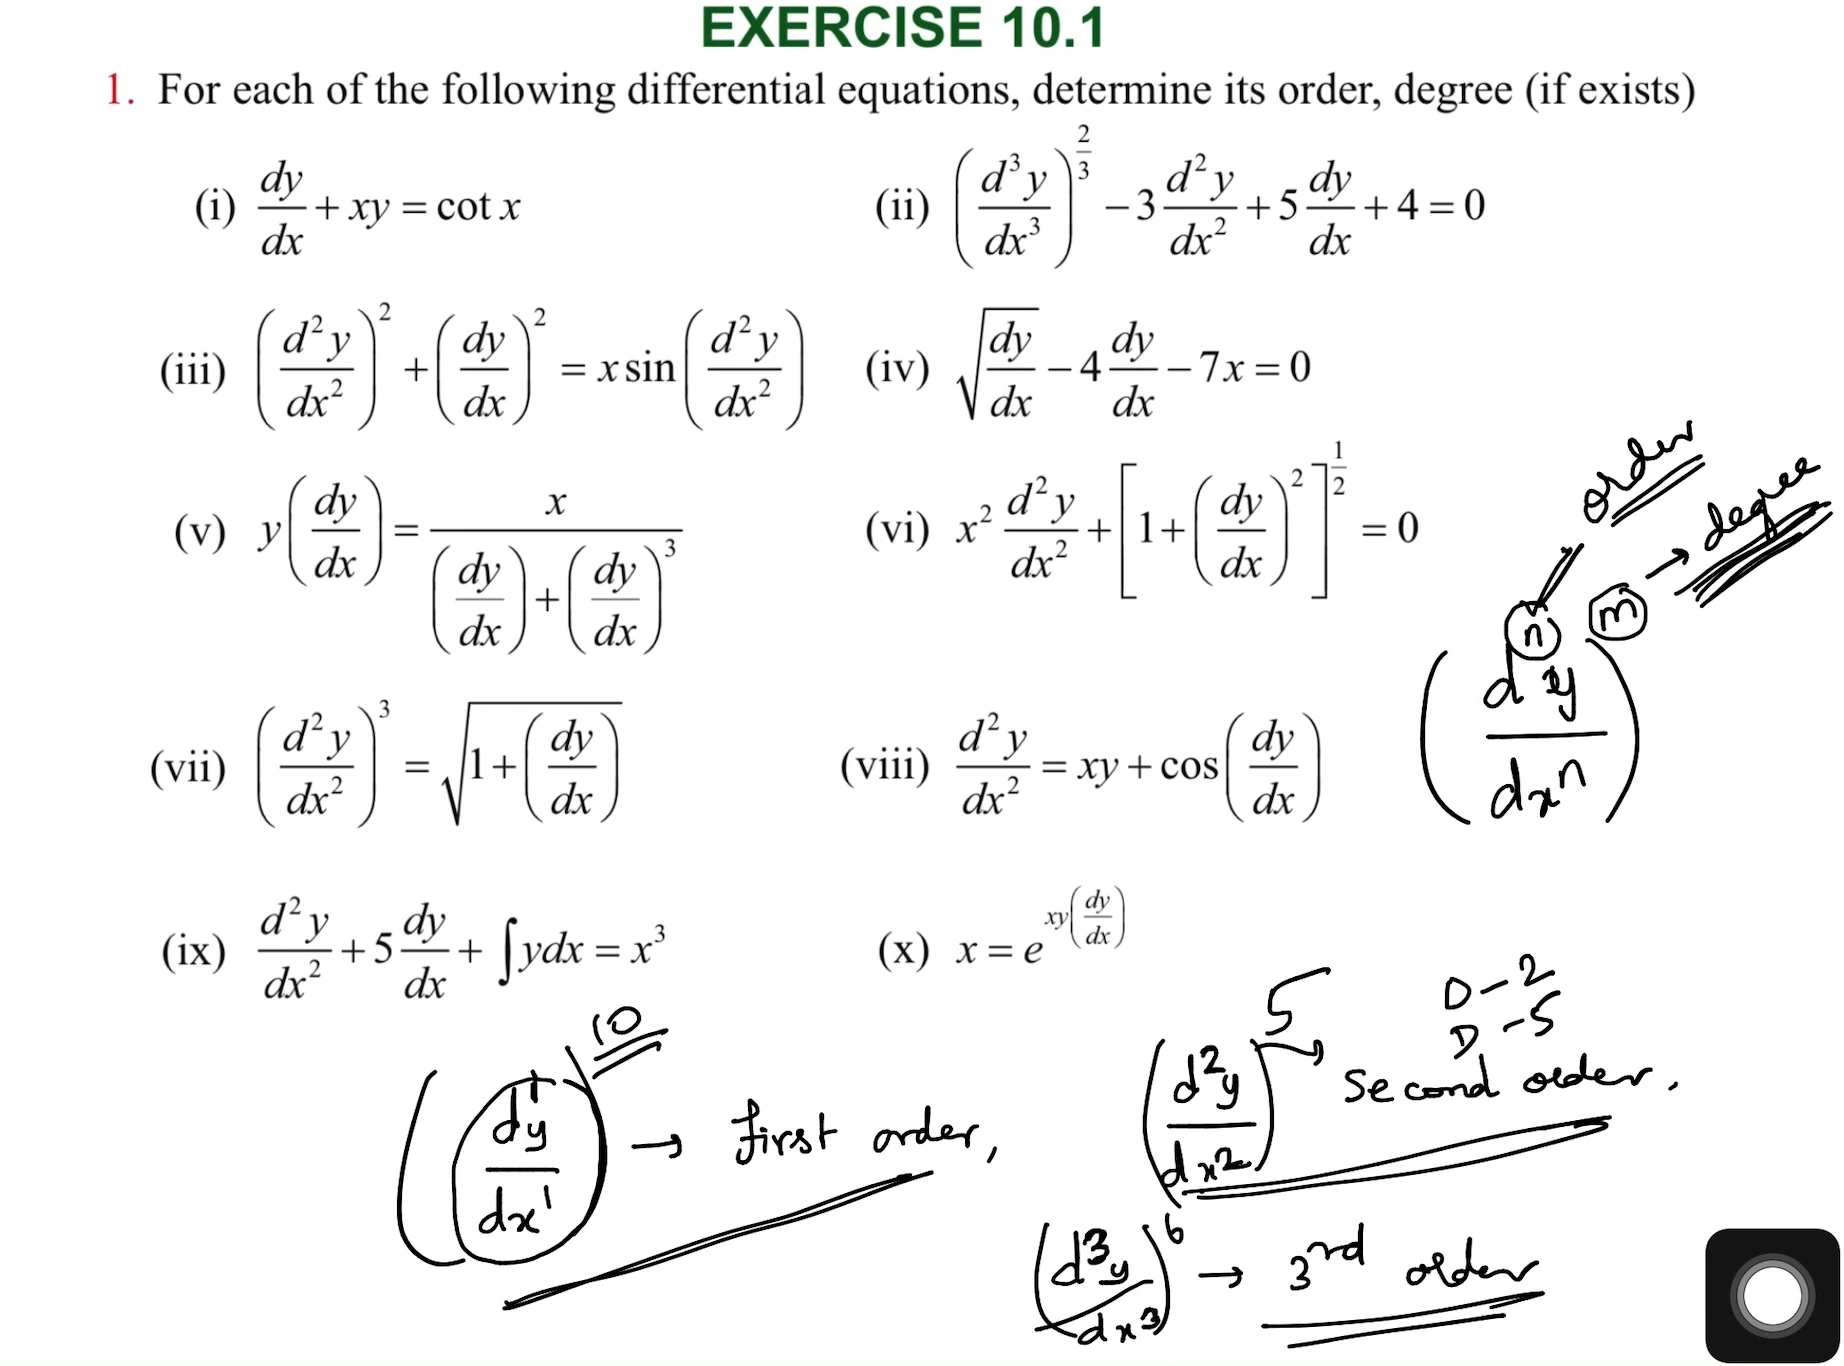 EXERCISE 10.1
1. For each of the following differential equations, determine its order, degree (if exists)
(i) dy/dx + xy = cot x
(ii) (d³y/dx³)^(2/3) − 3 d²y/dx² + 5 dy/dx + 4 = 0
(iii) (d²y/dx²)² + (dy/dx)² = x sin(d²y/dx²)
(iv) √(dy/dx) − 4 dy/dx − 7x = 0
(v) y(dy/dx) = x/((dy/dx) + (dy/dx)³)
(vi) x² d²y/dx² + [1 + (dy/dx)²]^(1/2) = 0
order
degree
(dⁿy/dxⁿ)^m
(vii) (d²y/dx²)³ = √(1 + (dy/dx))
(viii) d²y/dx² = xy + cos(dy/dx)
(ix) d²y/dx² + 5 dy/dx + ∫ydx = x³
(x) x = e^(xy(dy/dx))
(d¹y/dx¹)^10 → first order,
(d²y/dx²)^5 → Second order.
O − 2
D − 5
(d³y/dx³)^6 → 3rd order